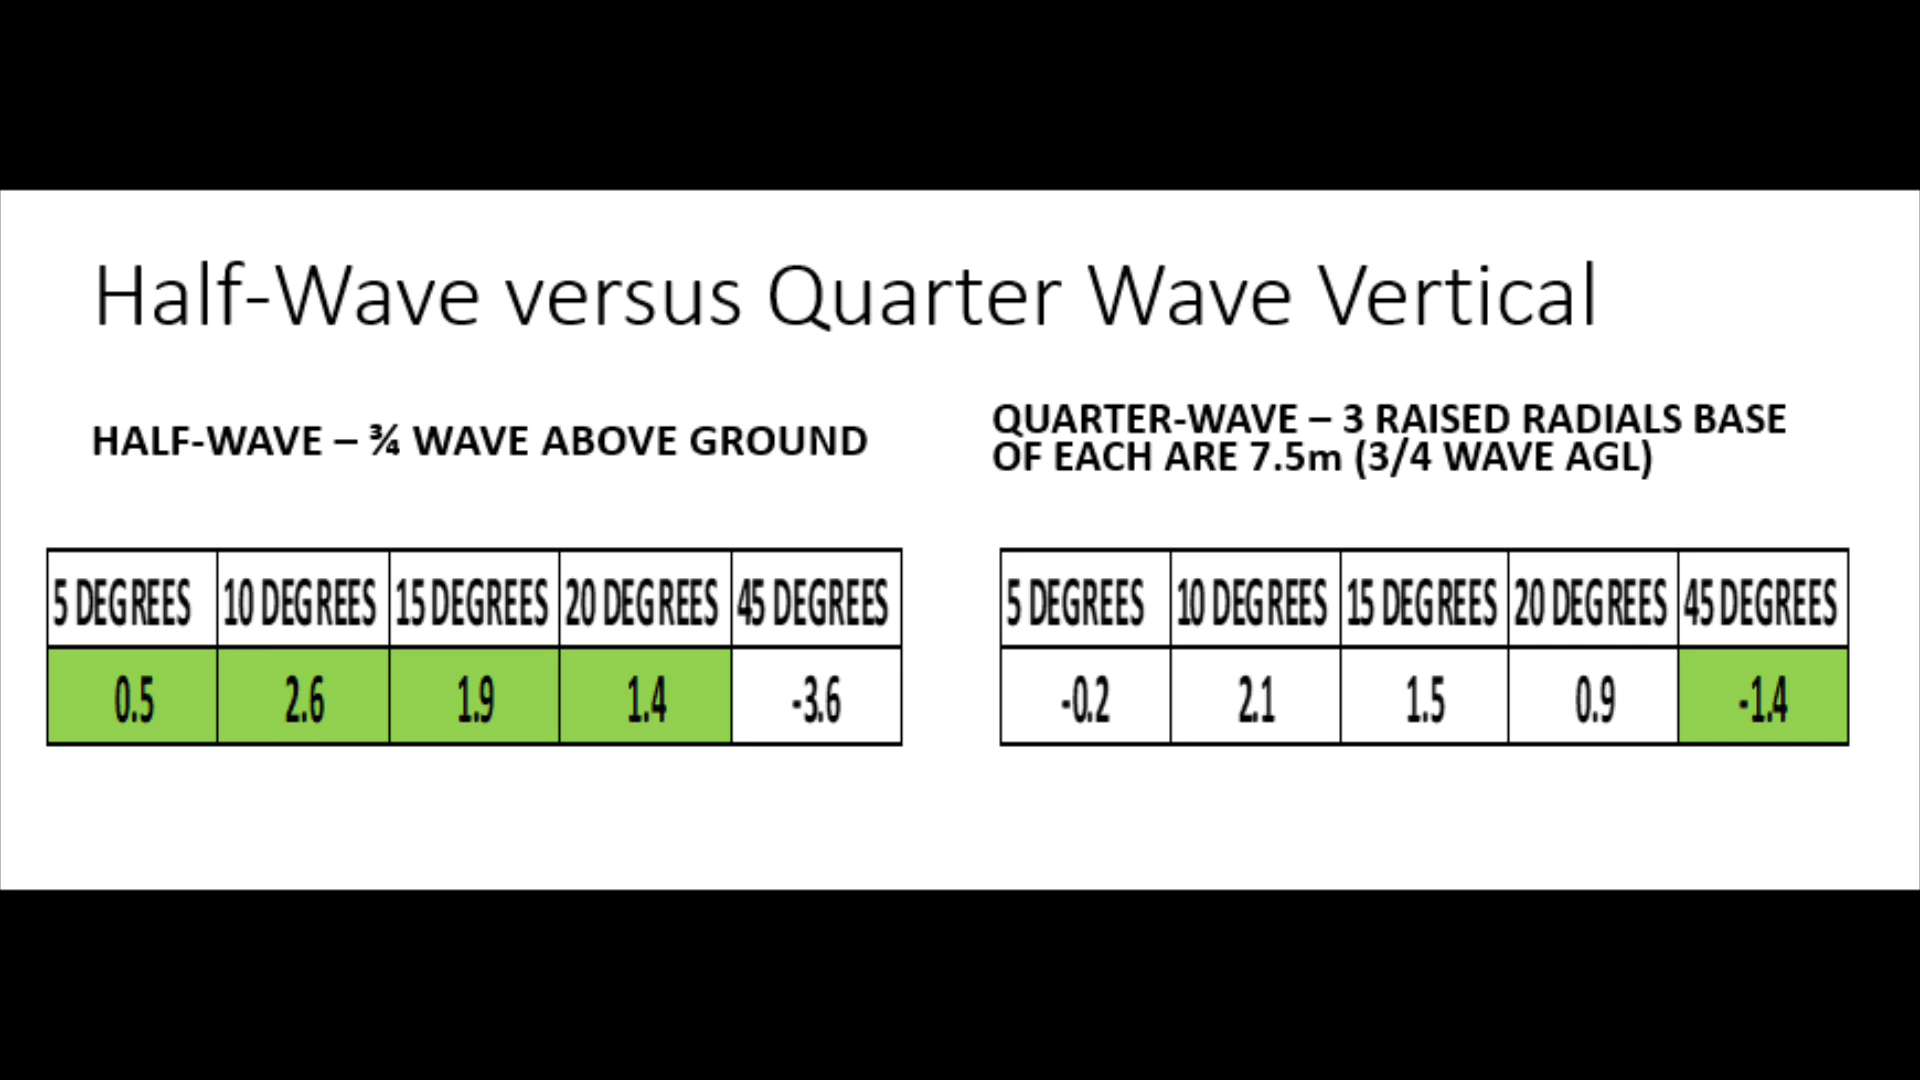 Half-Wave versus Quarter Wave Vertical
HALF-WAVE – ¾ WAVE ABOVE GROUND
QUARTER-WAVE – 3 RAISED RADIALS BASE
OF EACH ARE 7.5m (3/4 WAVE AGL)
5 DEGREES 10 DEGREES 15 DEGREES 20 DEGREES 45 DEGREES
0.5 2.6 1.9 1.4 -3.6
5 DEGREES 10 DEGREES 15 DEGREES 20 DEGREES 45 DEGREES
-0.2 2.1 1.5 0.9 -1.4